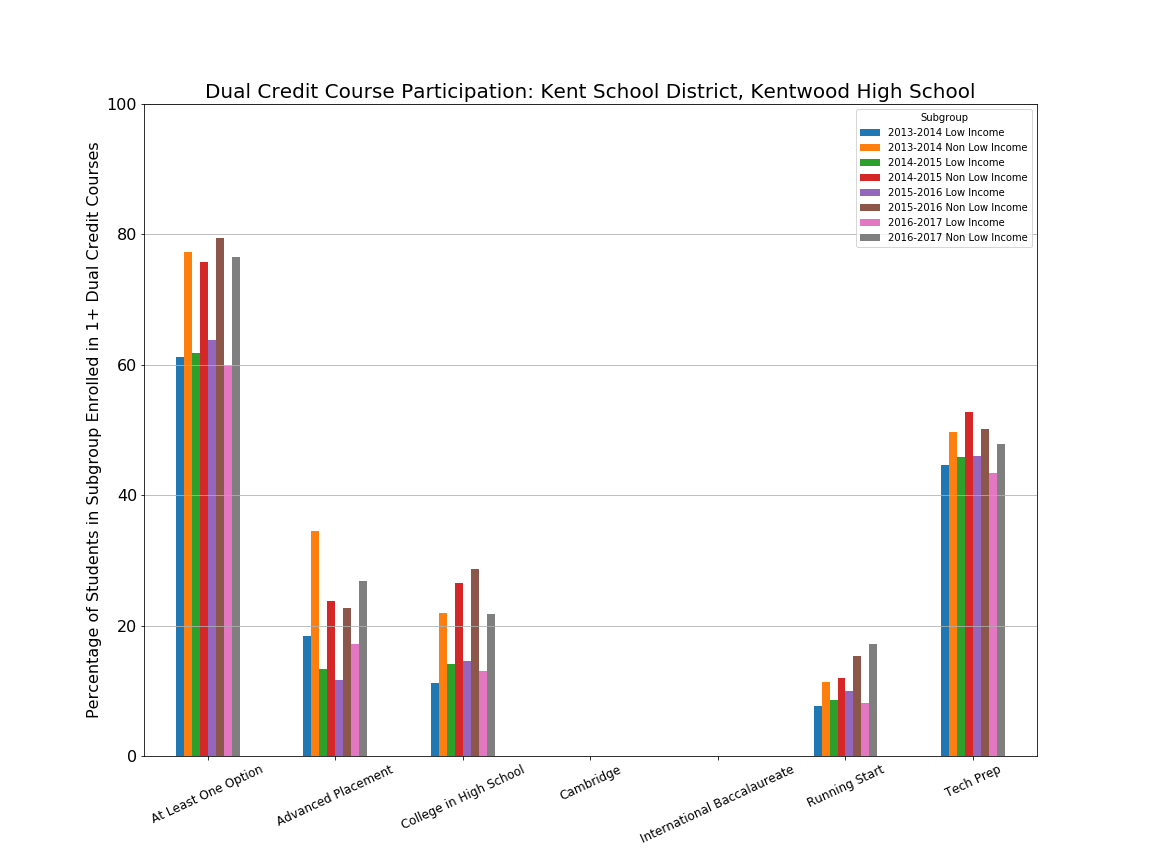 Dual Credit Course Participation: Kent School District, Kentwood High School
Percentage of Students in Subgroup Enrolled in 1+ Dual Credit Courses
100
80
60
40
20
0
Subgroup
2013-2014 Low Income
2013-2014 Non Low Income
2014-2015 Low Income
2014-2015 Non Low Income
2015-2016 Low Income
2015-2016 Non Low Income
2016-2017 Low Income
2016-2017 Non Low Income
At Least One Option
Advanced Placement
College in High School
Cambridge
International Baccalaureate
Running Start
Tech Prep